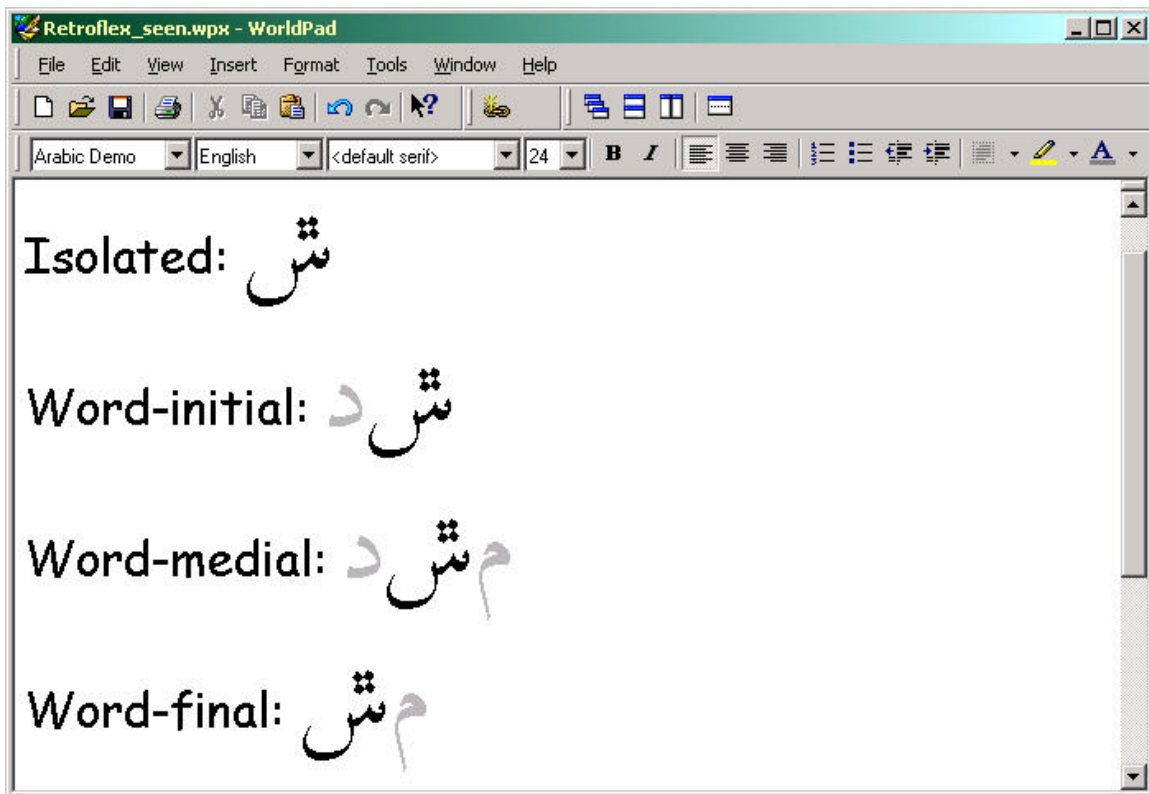 Retroflex_seen.wpx - WorldPad
File Edit View Insert Format Tools Window Help
Arabic Demo English <default serif> 24 B I A
Isolated: ݜ
Word-initial: ݜد
Word-medial: مݜد
Word-final: مݜ